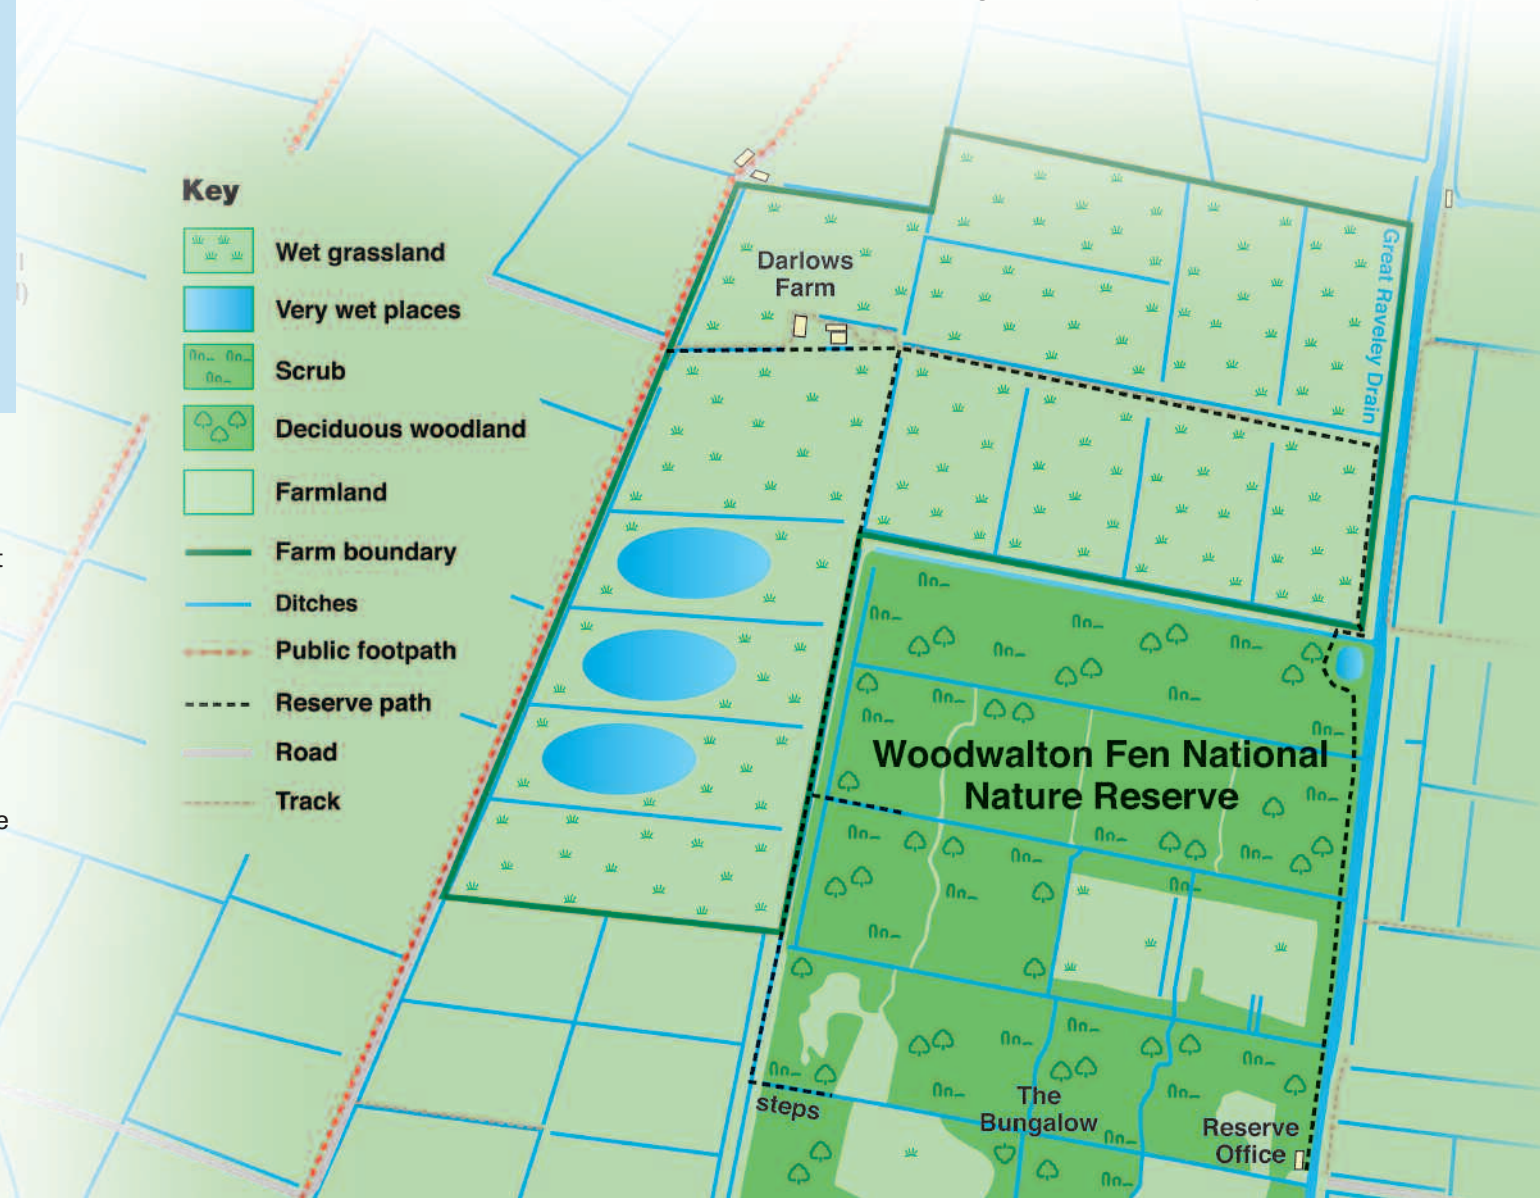 Key
Wet grassland
Very wet places
Scrub
Deciduous woodland
Farmland
Farm boundary
Ditches
Public footpath
Reserve path
Road
Track
Darlows
Farm
Great Raveley Drain
Woodwalton Fen National
Nature Reserve
steps
The
Bungalow
Reserve
Office